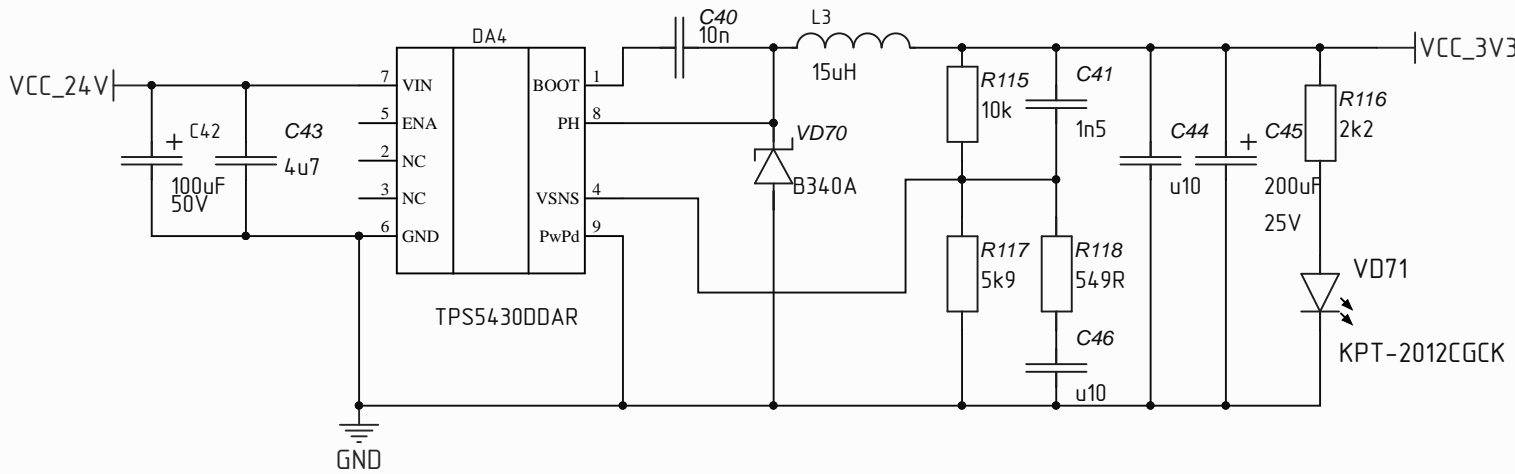 C40
10n
L3
15uH
DA4
VCC_24V
VCC_3V3
7 VIN
5 ENA
2 NC
3 NC
6 GND
BOOT 1
PH 8
VSNS 4
PwPd 9
TPS5430DDAR
+ C42
100uF
50V
C43
4u7
VD70
B340A
R115
10k
C41
1n5
R117
5k9
R118
549R
C46
u10
C44
u10
+ C45
200uF
25V
R116
2k2
VD71
KPT-2012CGCK
GND